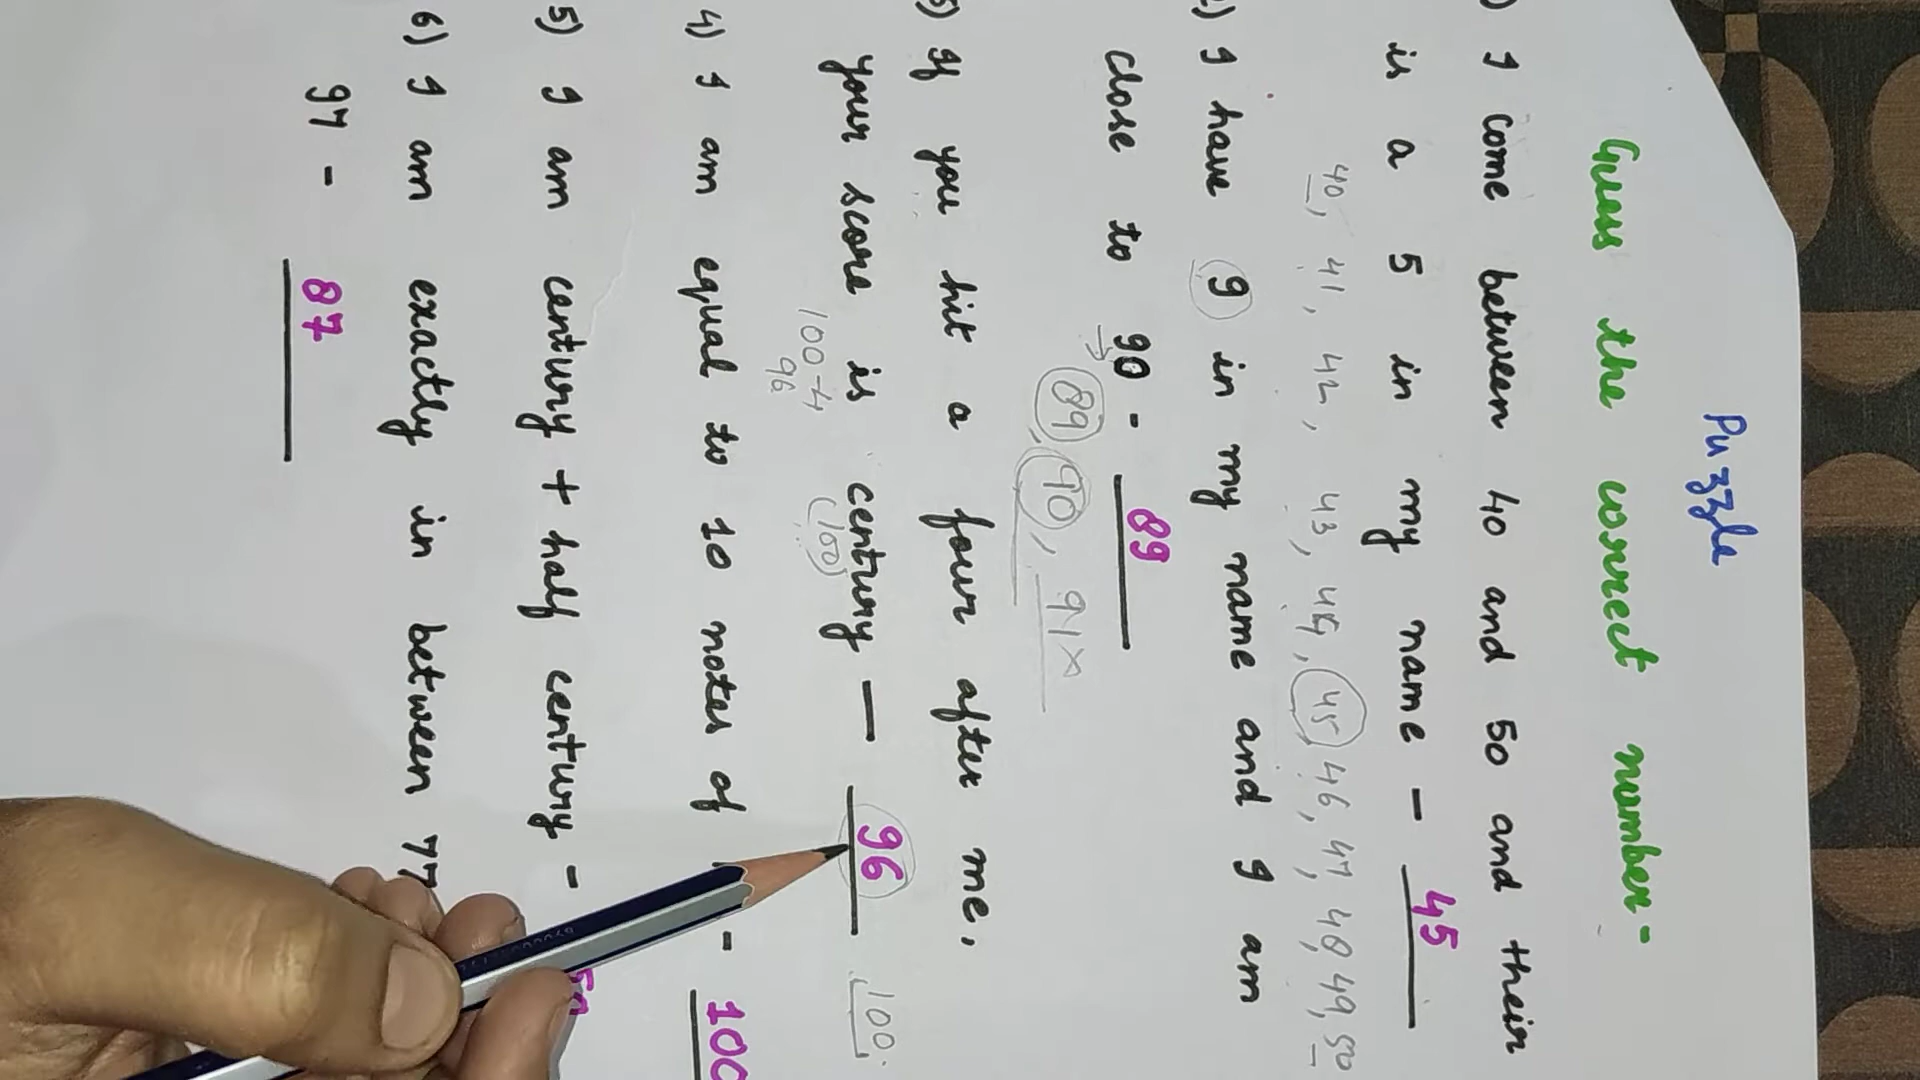 Puzzle
Guess the correct number-
) I come between 40 and 50 and their
is a 5 in my name - 45
40, 41, 42, 43, 44, 45 46, 47 48 49, 50
) I have 9 in my name and I am
close to 90 - 89
89, 90, 91 ×
) If you hit a four after me,
your score is century — 96 100
100-4 (100)
96
4) I am equal to 10 notes of - 100
5) I am century + half century -
6) I am exactly in between 77
97 - 87